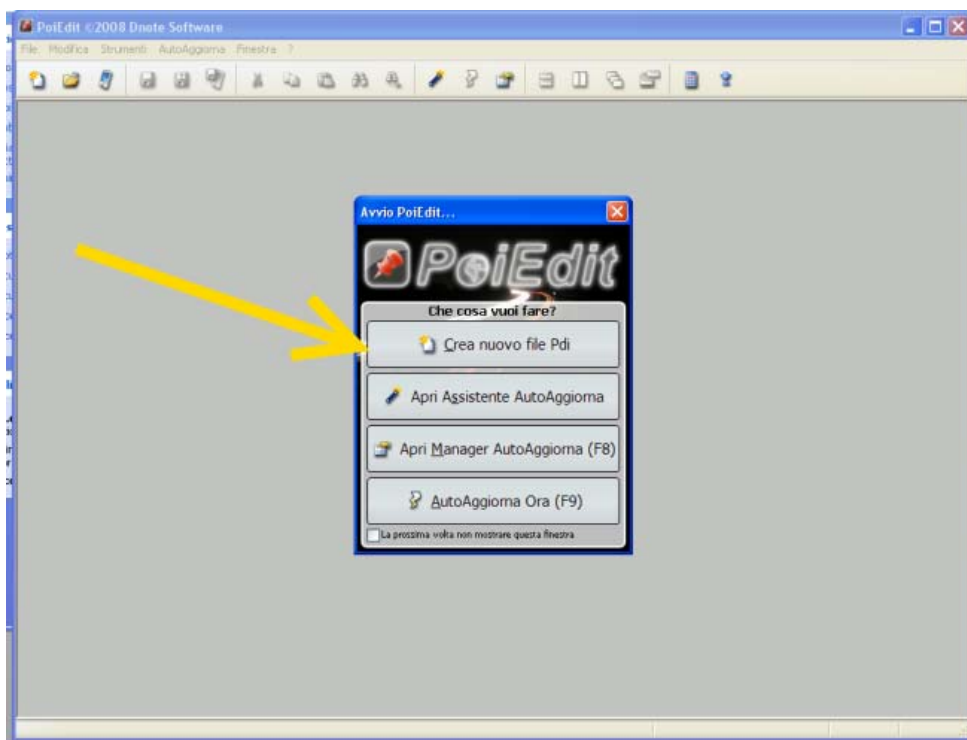 PoiEdit ©2008 Dnote Software
File Modifica Strumenti AutoAggiorna Finestra ?
Avvio PoiEdit...
PoiEdit
Che cosa vuoi fare?
Crea nuovo file Pdi
Apri Assistente AutoAggiorna
Apri Manager AutoAggiorna (F8)
AutoAggiorna Ora (F9)
La prossima volta non mostrare questa finestra